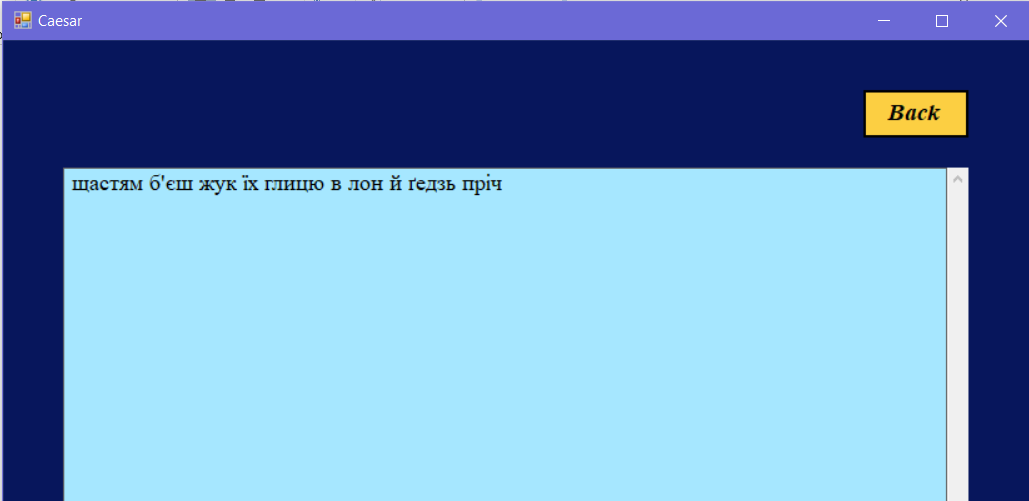 Caesar
Back
щастям б'єш жук їх глицю в лон й ґедзь пріч